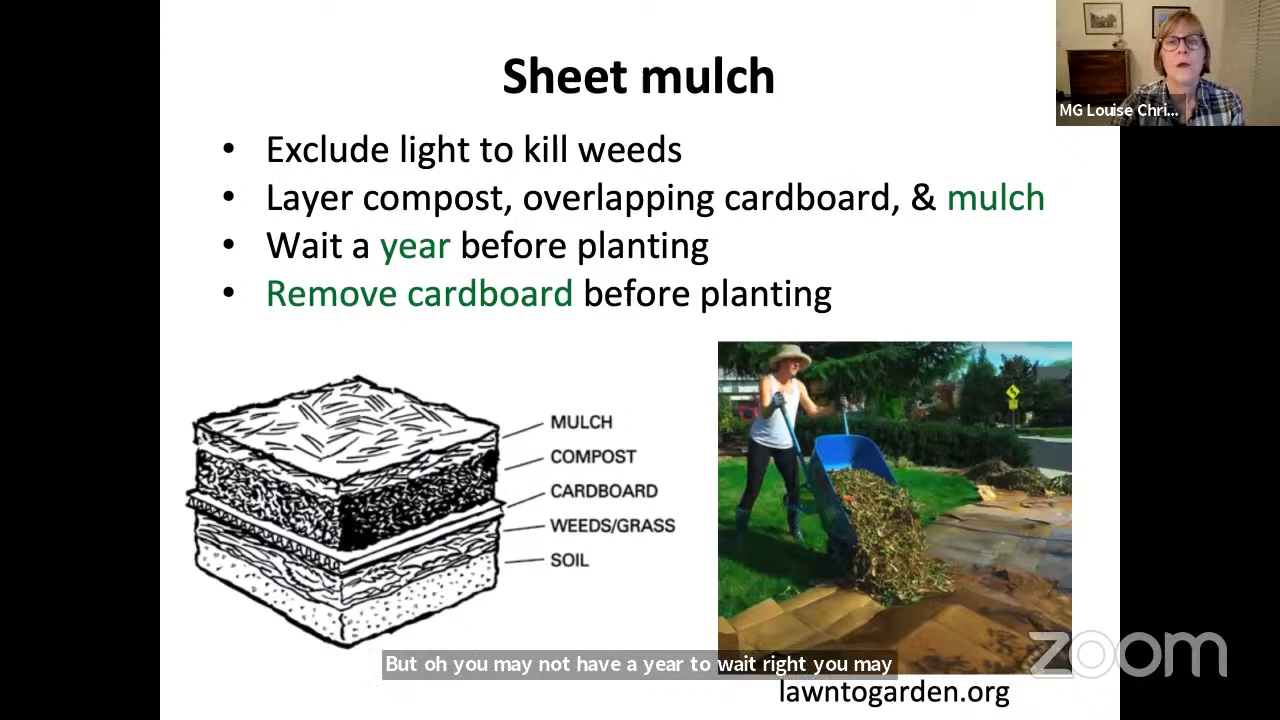 Sheet mulch
MG Louise Chri...
• Exclude light to kill weeds
• Layer compost, overlapping cardboard, & mulch
• Wait a year before planting
• Remove cardboard before planting
MULCH
COMPOST
CARDBOARD
WEEDS/GRASS
SOIL
zoom
But oh you may not have a year to wait right you may
lawntogarden.org